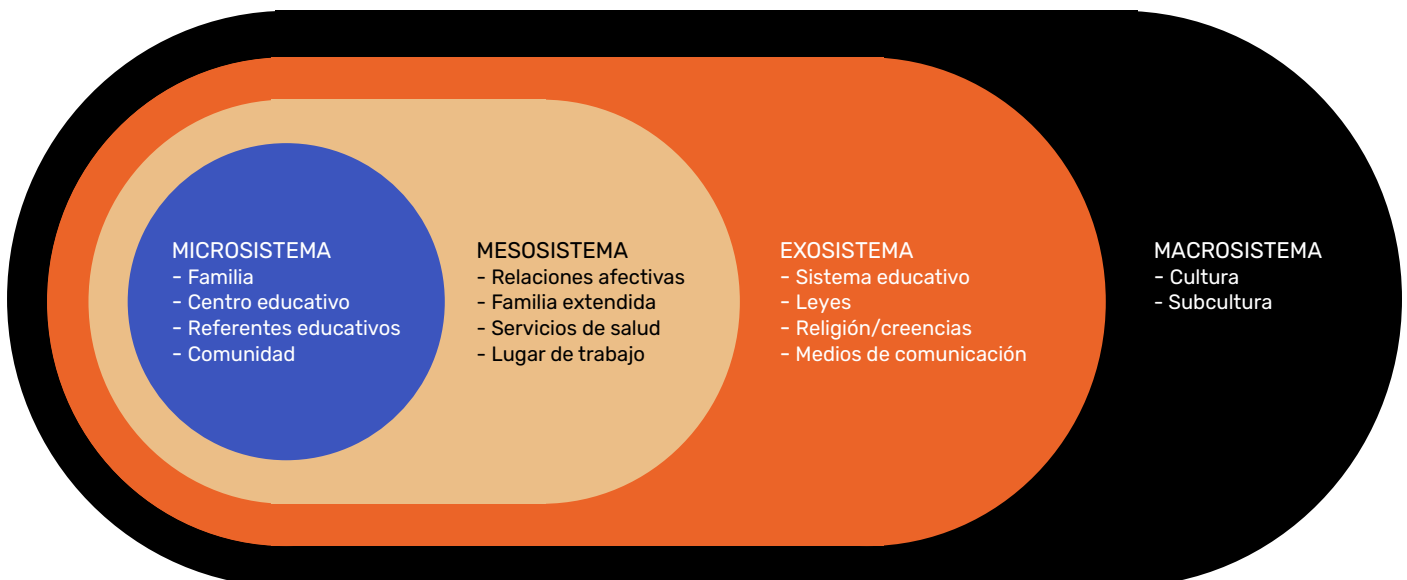 MICROSISTEMA
- Familia
- Centro educativo
- Referentes educativos
- Comunidad
MESOSISTEMA
- Relaciones afectivas
- Familia extendida
- Servicios de salud
- Lugar de trabajo
EXOSISTEMA
- Sistema educativo
- Leyes
- Religión/creencias
- Medios de comunicación
MACROSISTEMA
- Cultura
- Subcultura